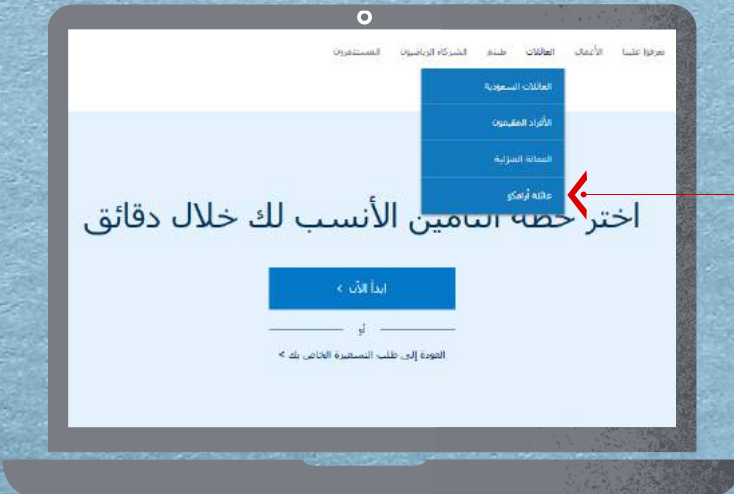 تعرفوا علينا الأعمال العائلات طبتم الشركاء الرياضيون المستثمرون
العائلات السعودية
الأفراد المقيمون
العمالة المنزلية
عائلة أرامكو
اختر خطة التأمين الأنسب لك خلال دقائق
ابدأ الآن >
أو
العودة إلى طلب التسعيرة الخاص بك >